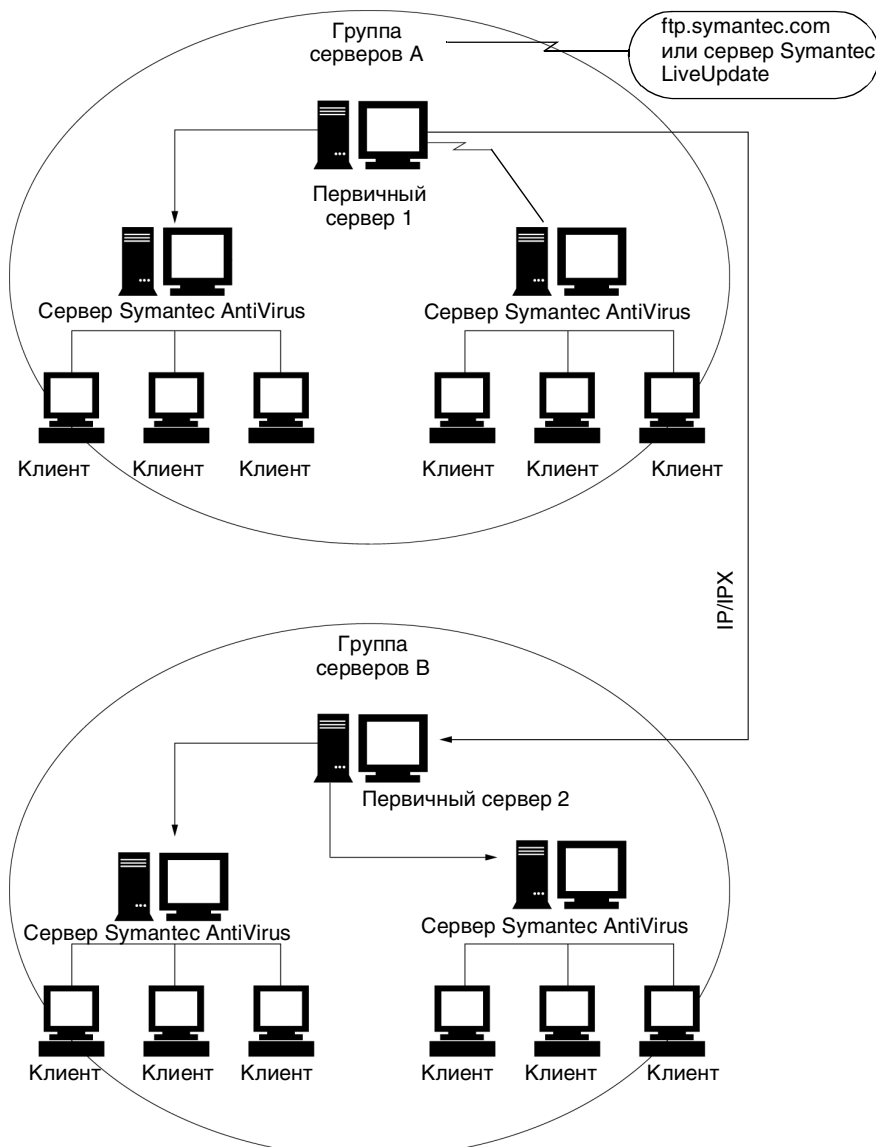 Группа
серверов A
ftp.symantec.com
или сервер Symantec
LiveUpdate
Первичный
сервер 1
Сервер Symantec AntiVirus
Сервер Symantec AntiVirus
Клиент
Клиент
Клиент
Клиент
Клиент
Клиент
IP/IPX
Группа
серверов B
Первичный сервер 2
Сервер Symantec AntiVirus
Сервер Symantec AntiVirus
Клиент
Клиент
Клиент
Клиент
Клиент
Клиент